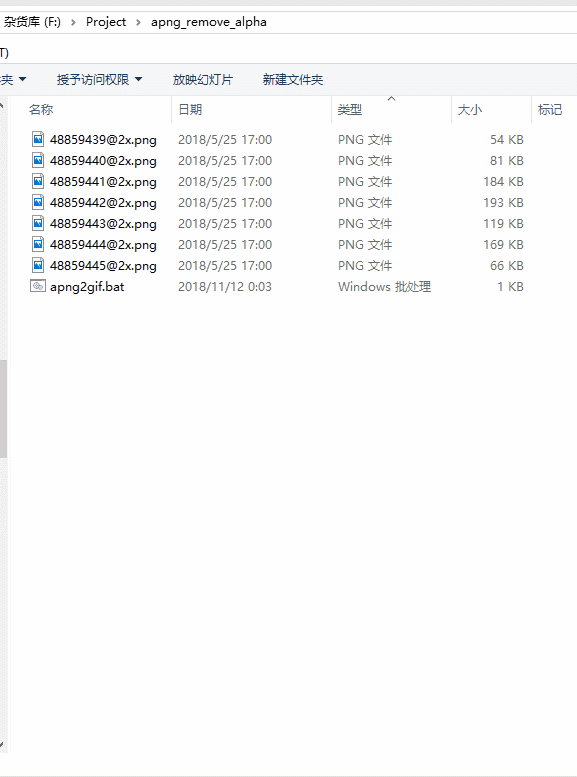 杂货库 (F:) › Project › apng_remove_alpha
T)
夹 授予访问权限 放映幻灯片 新建文件夹
名称 日期 类型 大小 标记
48859439@2x.png 2018/5/25 17:00 PNG 文件 54 KB
48859440@2x.png 2018/5/25 17:00 PNG 文件 81 KB
48859441@2x.png 2018/5/25 17:00 PNG 文件 184 KB
48859442@2x.png 2018/5/25 17:00 PNG 文件 193 KB
48859443@2x.png 2018/5/25 17:00 PNG 文件 119 KB
48859444@2x.png 2018/5/25 17:00 PNG 文件 169 KB
48859445@2x.png 2018/5/25 17:00 PNG 文件 66 KB
apng2gif.bat 2018/11/12 0:03 Windows 批处理 1 KB